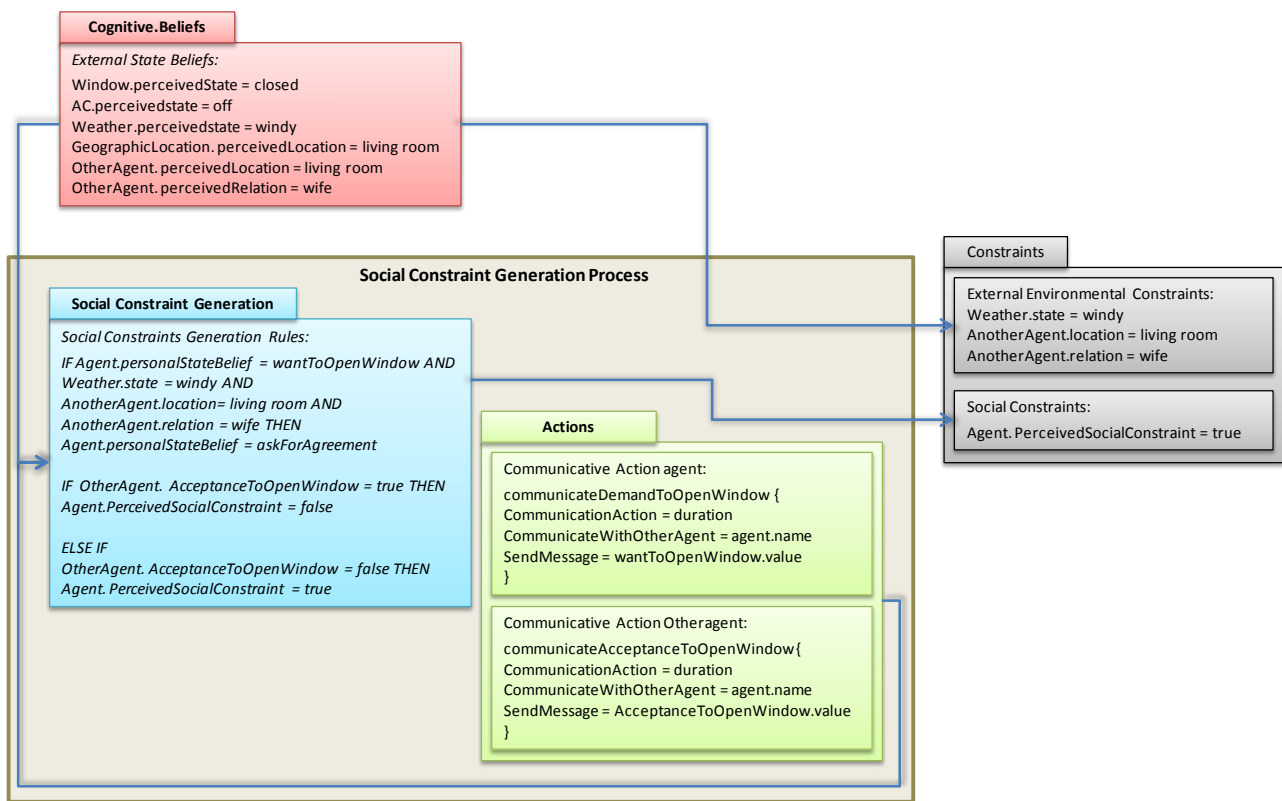 Cognitive.Beliefs
External State Beliefs:
Window.perceivedState = closed
AC.perceivedstate = off
Weather.perceivedstate = windy
GeographicLocation. perceivedLocation = living room
OtherAgent. perceivedLocation = living room
OtherAgent. perceivedRelation = wife
Social Constraint Generation Process
Social Constraint Generation
Social Constraints Generation Rules:
IF Agent.personalStateBelief = wantToOpenWindow AND
Weather.state = windy AND
AnotherAgent.location= living room AND
AnotherAgent.relation = wife THEN
Agent.personalStateBelief = askForAgreement
IF OtherAgent. AcceptanceToOpenWindow = true THEN
Agent.PerceivedSocialConstraint = false
ELSE IF
OtherAgent. AcceptanceToOpenWindow = false THEN
Agent. PerceivedSocialConstraint = true
Actions
Communicative Action agent:
communicateDemandToOpenWindow {
CommunicationAction = duration
CommunicateWithOtherAgent = agent.name
SendMessage = wantToOpenWindow.value
}
Communicative Action Otheragent:
communicateAcceptanceToOpenWindow {
CommunicationAction = duration
CommunicateWithOtherAgent = agent.name
SendMessage = AcceptanceToOpenWindow.value
}
Constraints
External Environmental Constraints:
Weather.state = windy
AnotherAgent.location = living room
AnotherAgent.relation = wife
Social Constraints:
Agent. PerceivedSocialConstraint = true